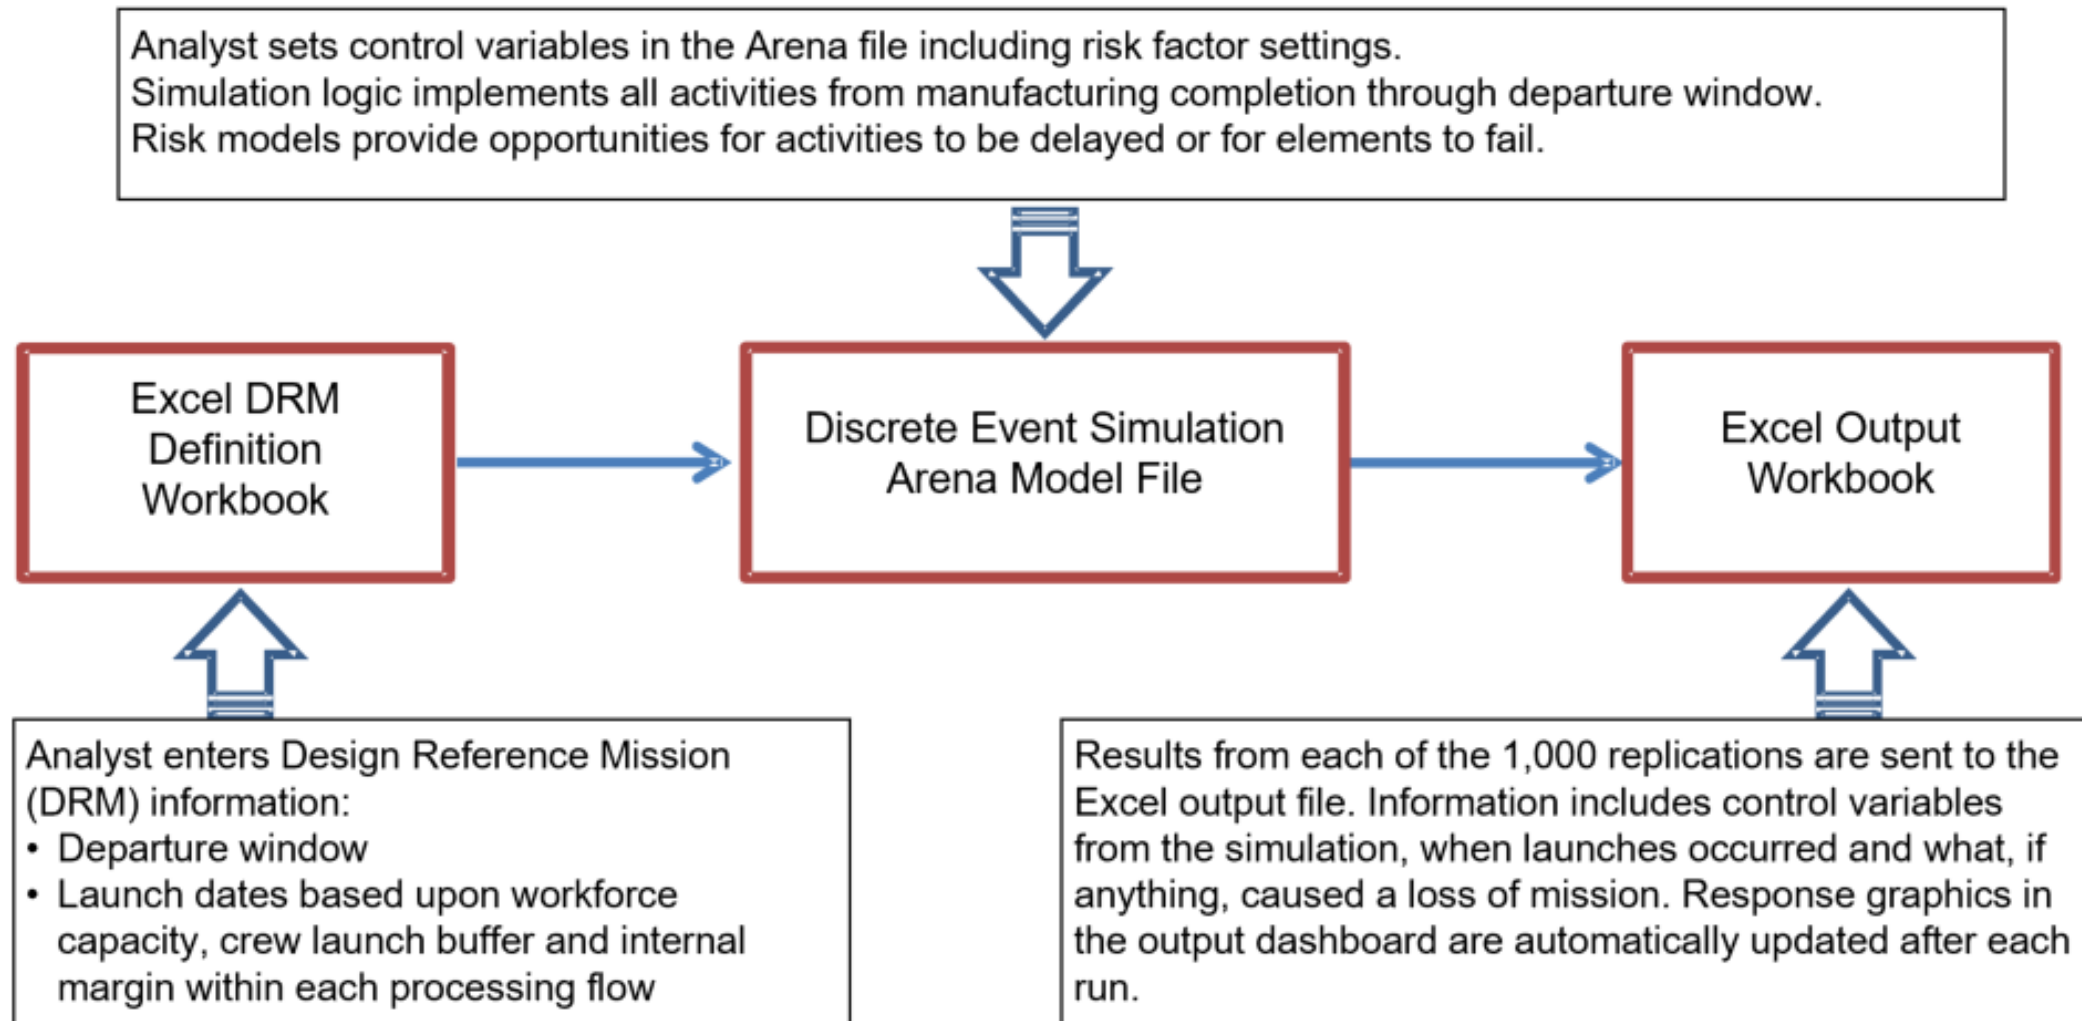 Analyst sets control variables in the Arena file including risk factor settings.
Simulation logic implements all activities from manufacturing completion through departure window.
Risk models provide opportunities for activities to be delayed or for elements to fail.
Excel DRM
Definition
Workbook
Discrete Event Simulation
Arena Model File
Excel Output
Workbook
Analyst enters Design Reference Mission
(DRM) information:
• Departure window
• Launch dates based upon workforce
capacity, crew launch buffer and internal
margin within each processing flow
Results from each of the 1,000 replications are sent to the
Excel output file. Information includes control variables
from the simulation, when launches occurred and what, if
anything, caused a loss of mission. Response graphics in
the output dashboard are automatically updated after each
run.